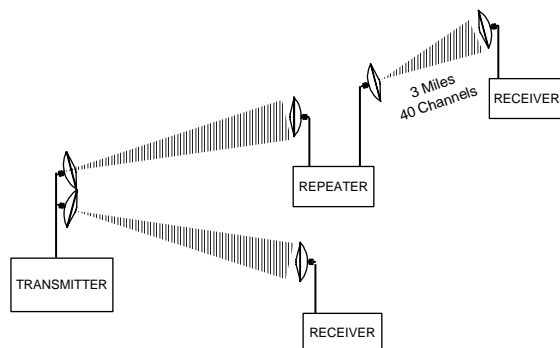 3 Miles
40 Channels
RECEIVER
REPEATER
TRANSMITTER
RECEIVER